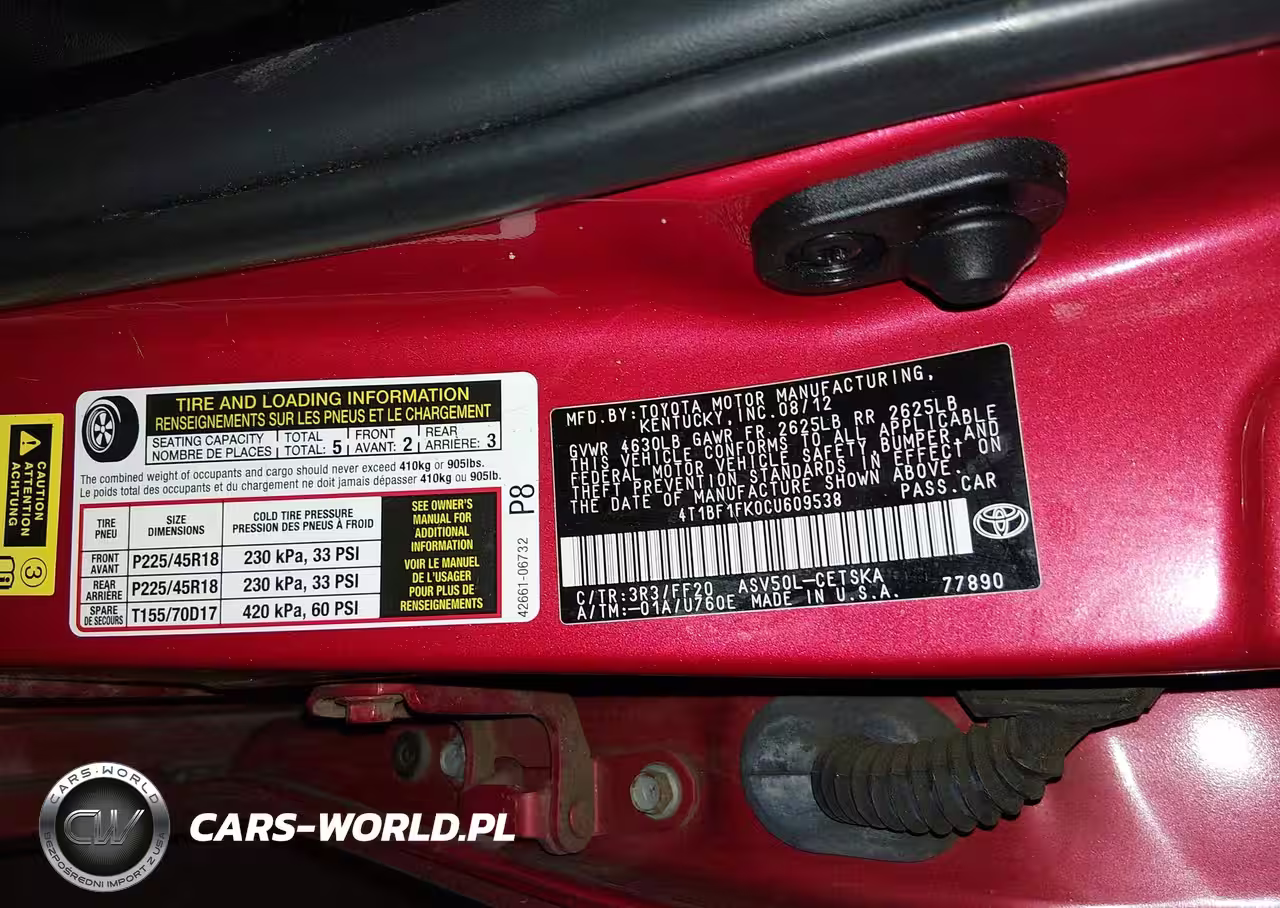 CAUTION
ATTENTION
ACHTUNG
3
TIRE AND LOADING INFORMATION
RENSEIGNEMENTS SUR LES PNEUS ET LE CHARGEMENT
SEATING CAPACITY TOTAL 5 FRONT 2 REAR 3
NOMBRE DE PLACES TOTAL: AVANT: ARRIÈRE:
The combined weight of occupants and cargo should never exceed 410kg or 905lbs.
Le poids total des occupants et du chargement ne doit jamais dépasser 410kg ou 905lb.
TIRE SIZE COLD TIRE PRESSURE
PNEU DIMENSIONS PRESSION DES PNEUS À FROID
FRONT AVANT P225/45R18 230 kPa, 33 PSI
REAR ARRIÈRE P225/45R18 230 kPa, 33 PSI
SPARE DE SECOURS T155/70D17 420 kPa, 60 PSI
SEE OWNER'S
MANUAL FOR
ADDITIONAL
INFORMATION
VOIR LE MANUEL
DE L'USAGER
POUR PLUS DE
RENSEIGNEMENTS
P8
42661-06732
MFD.BY:TOYOTA MOTOR MANUFACTURING,
KENTUCKY, INC.08/12
GVWR 4630LB GAWR FR 2625LB RR 2625LB
THIS VEHICLE CONFORMS TO ALL APPLICABLE
FEDERAL MOTOR VEHICLE SAFETY, BUMPER, AND
THEFT PREVENTION STANDARDS IN EFFECT ON
THE DATE OF MANUFACTURE SHOWN ABOVE.
4T1BF1FK0CU609538 PASS.CAR
C/TR:3R3/FF20 ASV50L-CETSKA 77890
A/TM:-01A/U760E MADE IN U.S.A.
CARS-WORLD
CW
BEZPOŚREDNI IMPORT Z USA
CARS-WORLD.PL